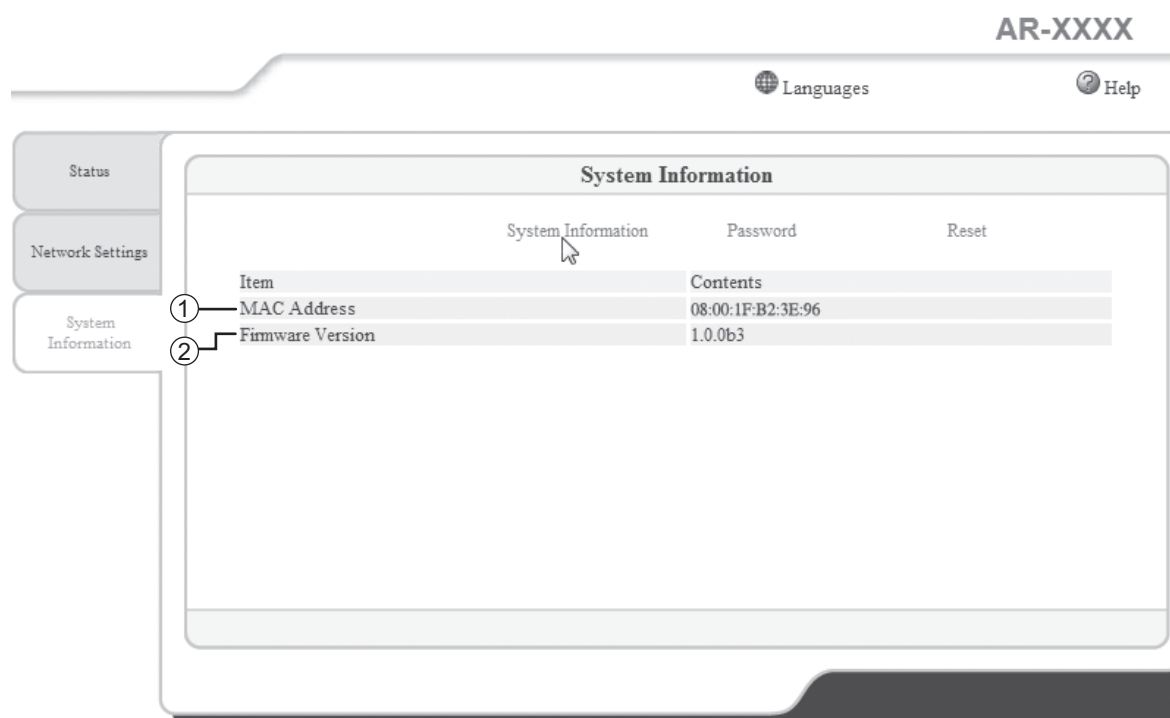 AR-XXXX
Languages
Help
Status
Network Settings
System
Information
System Information
System Information Password Reset
Item Contents
1 MAC Address 08:00:1F:B2:3E:96
2 Firmware Version 1.0.0b3